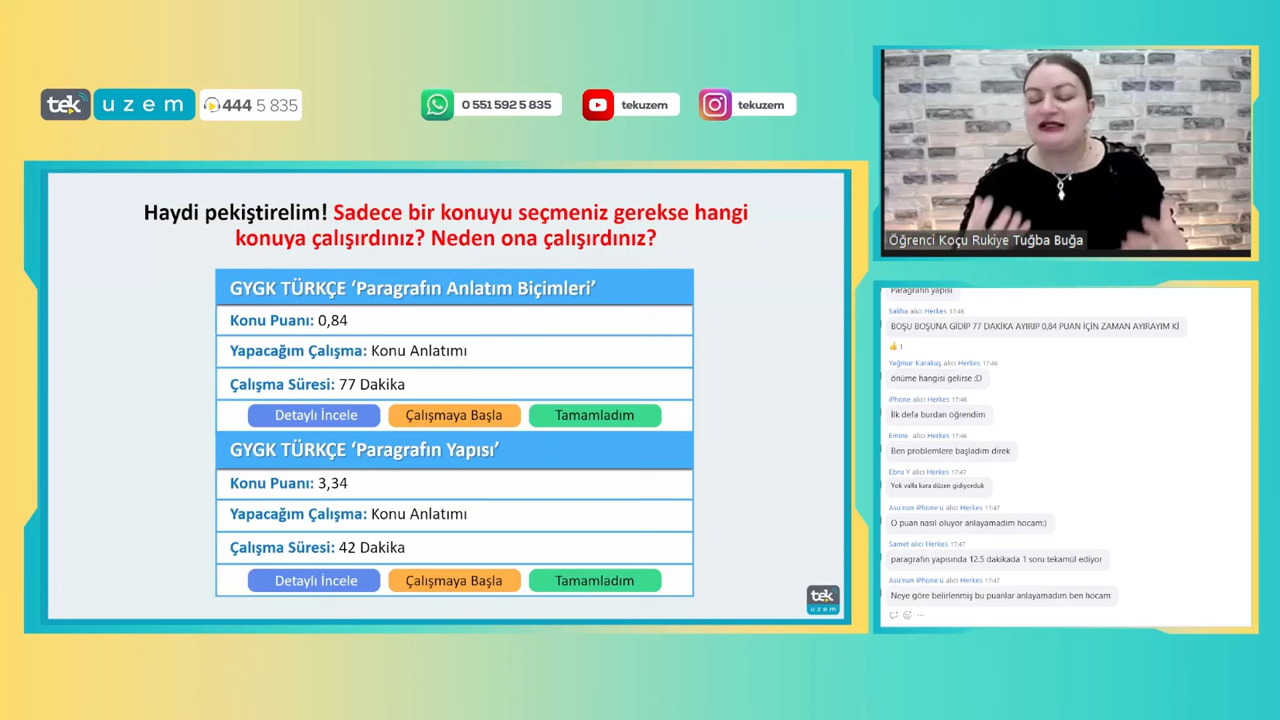 tek uzem 444 5 835
0 551 592 5 835
tekuzem
tekuzem
Haydi pekiştirelim! Sadece bir konuyu seçmeniz gerekse hangi
konuya çalışırdınız? Neden ona çalışırdınız?
GYGK TÜRKÇE ‘Paragrafın Anlatım Biçimleri’
Konu Puanı: 0,84
Yapacağım Çalışma: Konu Anlatımı
Çalışma Süresi: 77 Dakika
Detaylı İncele Çalışmaya Başla Tamamladım
GYGK TÜRKÇE ‘Paragrafın Yapısı’
Konu Puanı: 3,34
Yapacağım Çalışma: Konu Anlatımı
Çalışma Süresi: 42 Dakika
Detaylı İncele Çalışmaya Başla Tamamladım
tek
uzem
Öğrenci Koçu Rukiye Tuğba Buğa
Paragrafın yapısı
Saliha alıcı Herkes 17:46
BOŞU BOŞUNA GİDİP 77 DAKİKA AYIRIP 0,84 PUAN İÇİN ZAMAN AYIRAYIM Kİ
1
Yağmur Karakuş alıcı Herkes 17:46
önüme hangisi gelirse :D
iPhone alıcı Herkes 17:46
İlk defa burdan öğrendim
Emine alıcı Herkes 17:46
Ben problemlere başladım direk
Ebru Y alıcı Herkes 17:47
Yok valla kara düzen gidiyorduk
Asu'nun iPhone'u alıcı Herkes 17:47
O puan nasıl oluyor anlayamadım hocam:)
Samet alıcı Herkes 17:47
paragrafın yapısında 12.5 dakikada 1 soru tekamül ediyor
Asu'nun iPhone'u alıcı Herkes 17:47
Neye göre belirlenmiş bu puanlar anlayamadım ben hocam